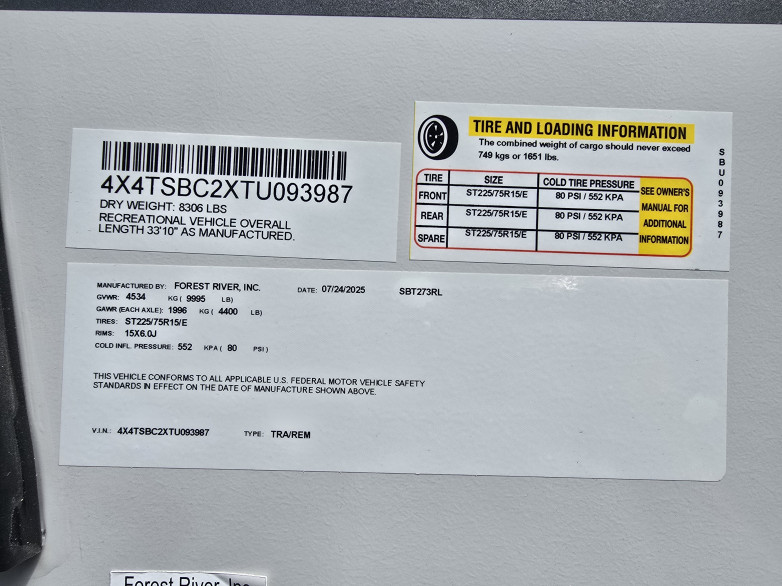 4X4TSBC2XTU093987
DRY WEIGHT: 8306 LBS
RECREATIONAL VEHICLE OVERALL
LENGTH 33'10" AS MANUFACTURED.
TIRE AND LOADING INFORMATION
The combined weight of cargo should never exceed
749 kgs or 1651 lbs.
TIRE SIZE COLD TIRE PRESSURE
FRONT ST225/75R15/E 80 PSI / 552 KPA
REAR ST225/75R15/E 80 PSI / 552 KPA
SPARE ST225/75R15/E 80 PSI / 552 KPA
SEE OWNER'S
MANUAL FOR
ADDITIONAL
INFORMATION
SBU093987
MANUFACTURED BY: FOREST RIVER, INC. DATE: 07/24/2025 SBT273RL
GVWR: 4534 KG ( 9995 LB)
GAWR (EACH AXLE): 1996 KG ( 4400 LB)
TIRES: ST225/75R15/E
RIMS: 15X6.0J
COLD INFL. PRESSURE: 552 KPA ( 80 PSI)
THIS VEHICLE CONFORMS TO ALL APPLICABLE U.S. FEDERAL MOTOR VEHICLE SAFETY
STANDARDS IN EFFECT ON THE DATE OF MANUFACTURE SHOWN ABOVE.
V.I.N.: 4X4TSBC2XTU093987 TYPE: TRA/REM
Forest River, Inc.